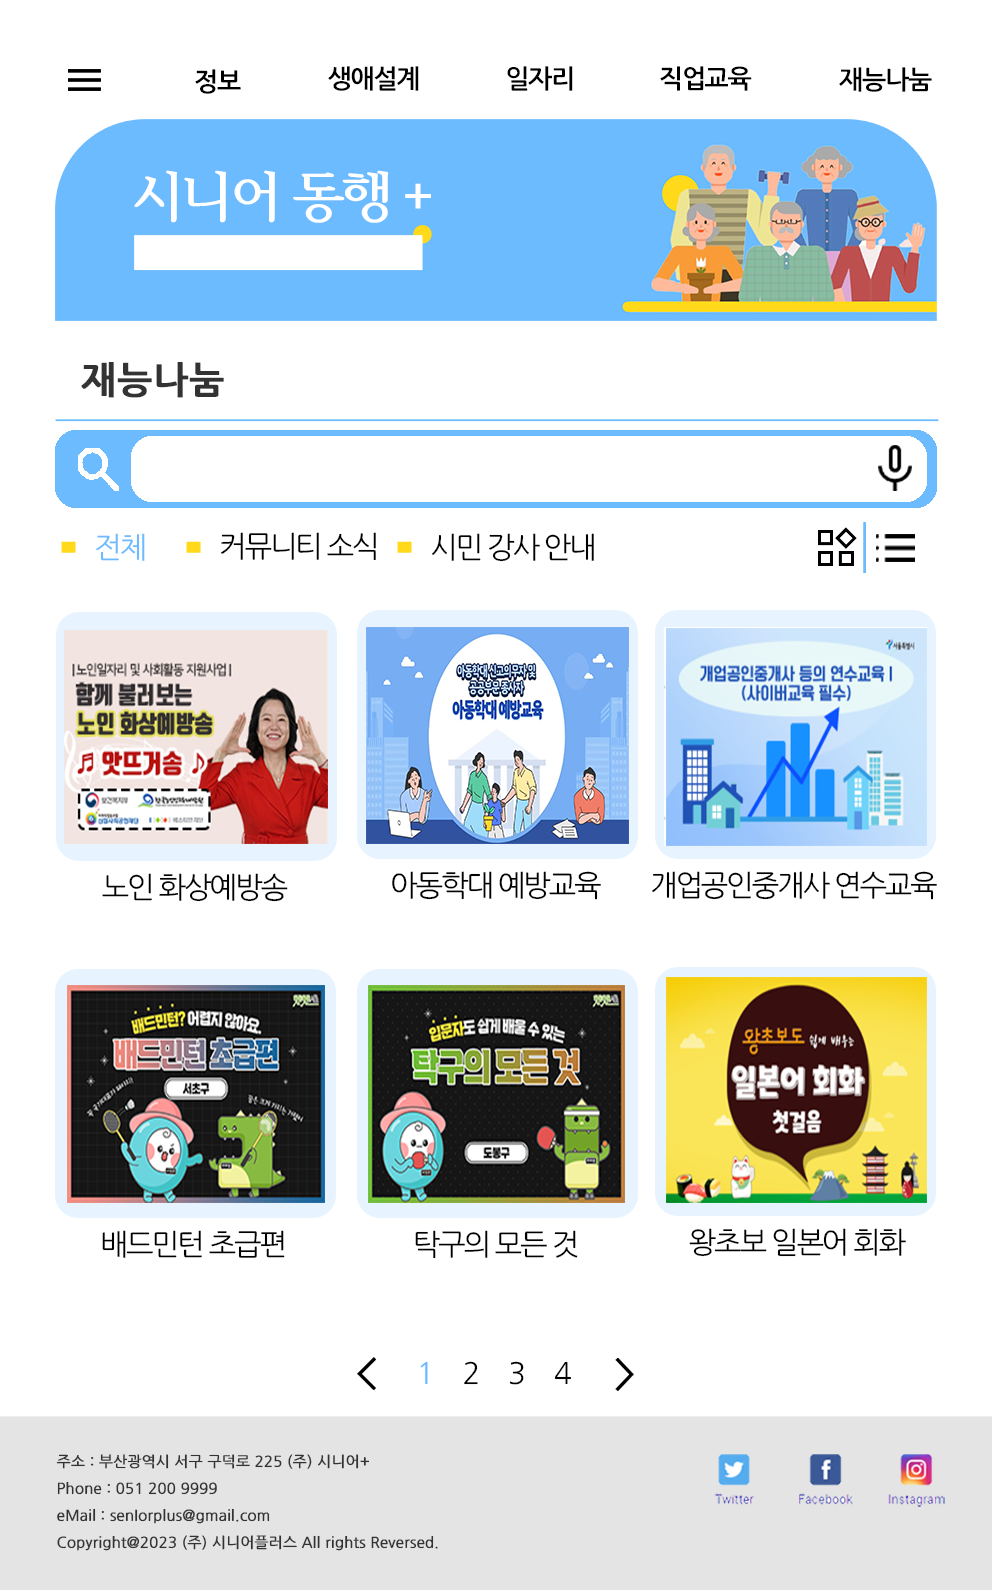 정보 생애설계 일자리 직업교육 재능나눔
시니어 동행 +
재능나눔
전체 커뮤니티 소식 시민 강사 안내
|노인일자리 및 사회활동 지원사업|
함께 불러보는
노인 화상예방송
앗뜨거송
보건복지부
아동학대 신고의무자 및
공공부문 종사자
아동학대 예방교육
서울특별시
개업공인중개사 등의 연수교육 I
(사이버교육 필수)
노인 화상예방송
아동학대 예방교육
개업공인중개사 연수교육
배드민턴? 어렵지 않아요.
배드민턴 초급편
서초구
입문자도 쉽게 배울 수 있는
탁구의 모든 것
도봉구
왕초보도 쉽게 배우는
일본어 회화
첫걸음
배드민턴 초급편
탁구의 모든 것
왕초보 일본어 회화
1 2 3 4
주소 : 부산광역시 서구 구덕로 225 (주) 시니어+
Phone : 051 200 9999
eMail : senIorplus@gmail.com
Copyright@2023 (주) 시니어플러스 All rights Reversed.
Twitter
Facebook
Instagram